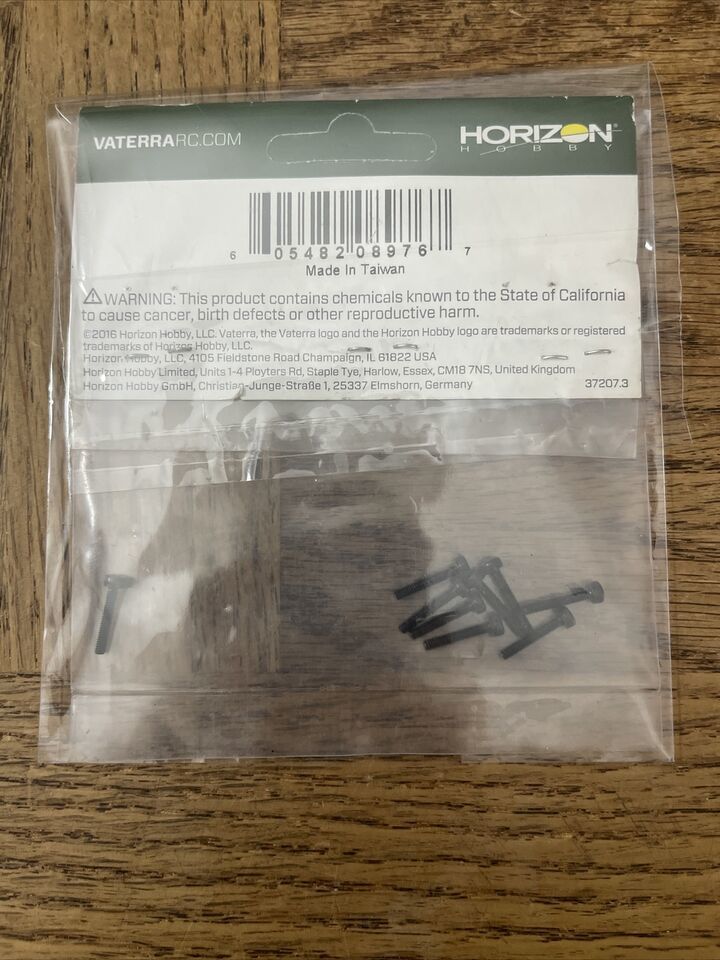 VATERRARC.COM
HORIZON®
HOBBY
6 05482 08976 7
Made In Taiwan
⚠WARNING: This product contains chemicals known to the State of California
to cause cancer, birth defects or other reproductive harm.
©2016 Horizon Hobby, LLC. Vaterra, the Vaterra logo and the Horizon Hobby logo are trademarks or registered
trademarks of Horizon Hobby, LLC.
Horizon Hobby, LLC, 4105 Fieldstone Road Champaign, IL 61822 USA
Horizon Hobby Limited, Units 1-4 Ployters Rd, Staple Tye, Harlow, Essex, CM18 7NS, United Kingdom
Horizon Hobby GmbH, Christian-Junge-Straße 1, 25337 Elmshorn, Germany
37207.3